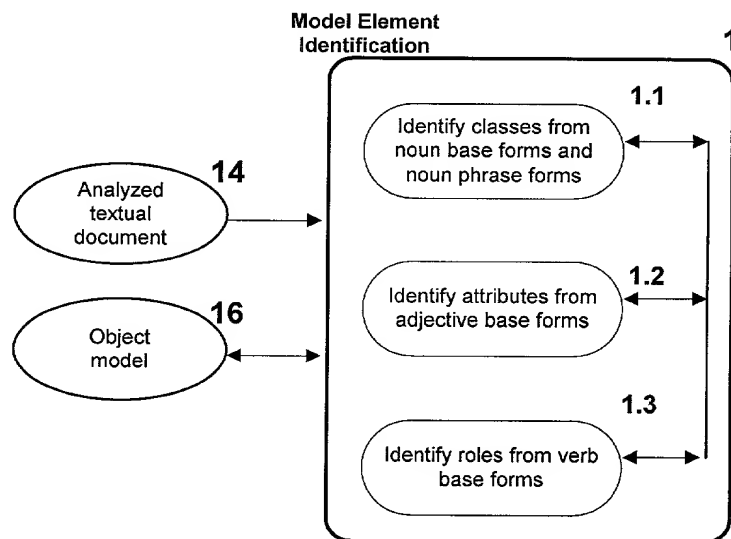 Model Element
Identification
1
1.1
Identify classes from
noun base forms and
noun phrase forms
14
Analyzed
textual
document
1.2
Identify attributes from
adjective base forms
16
Object
model
1.3
Identify roles from verb
base forms